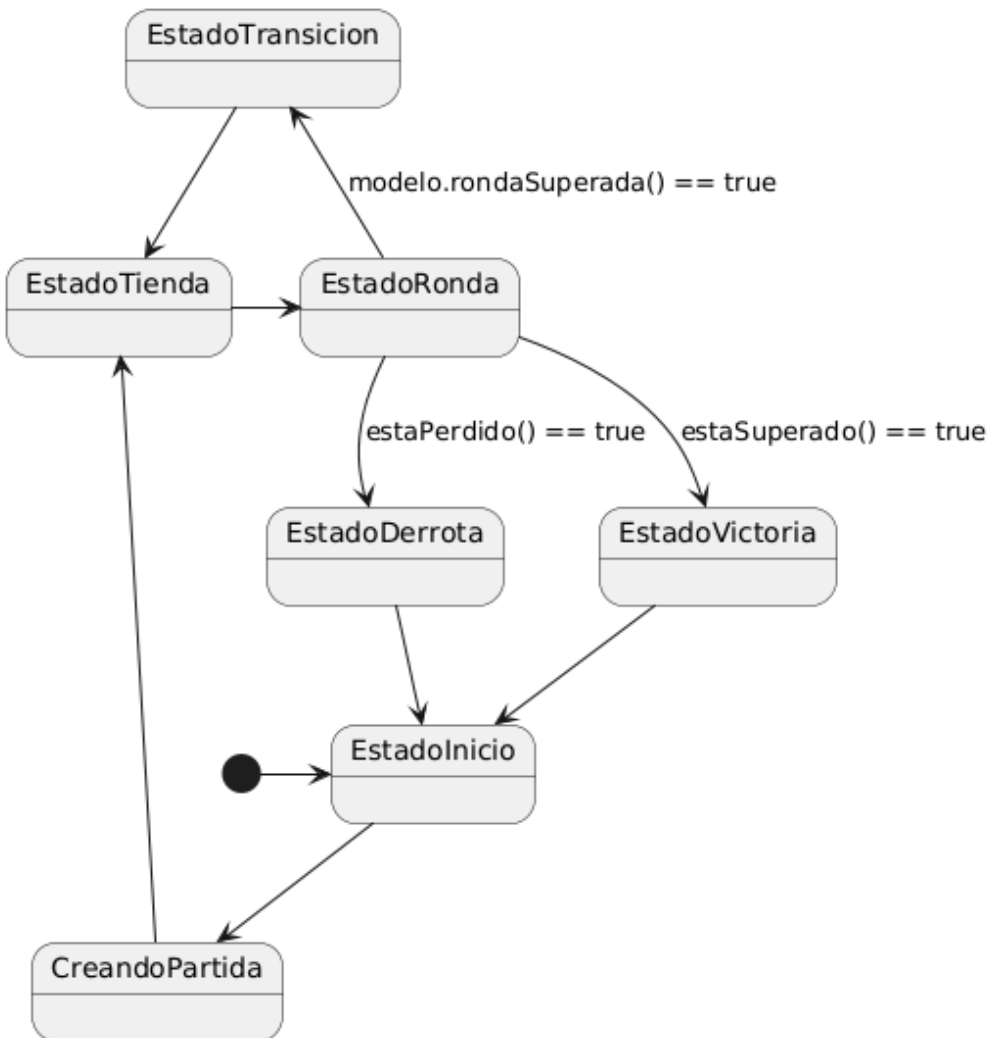 EstadoTransicion
modelo.rondaSuperada() == true
EstadoTienda
EstadoRonda
estaPerdido() == true
estaSuperado() == true
EstadoDerrota
EstadoVictoria
EstadoInicio
CreandoPartida